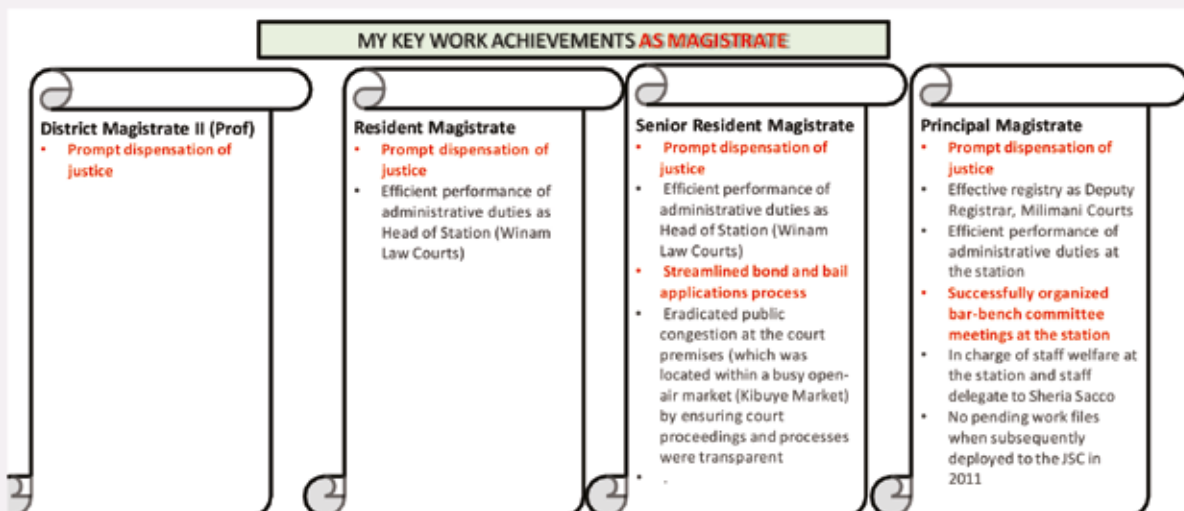 MY KEY WORK ACHIEVEMENTS AS MAGISTRATE
District Magistrate II (Prof)
• Prompt dispensation of
justice
Resident Magistrate
• Prompt dispensation of
justice
• Efficient performance of
administrative duties as
Head of Station (Winam
Law Courts)
Senior Resident Magistrate
• Prompt dispensation of
justice
• Efficient performance of
administrative duties as
Head of Station (Winam
Law Courts)
• Streamlined bond and bail
applications process
• Eradicated public
congestion at the court
premises (which was
located within a busy open-
air market (Kibuye Market)
by ensuring court
proceedings and processes
were transparent
• .
Principal Magistrate
• Prompt dispensation of
justice
• Effective registry as Deputy
Registrar, Milimani Courts
• Efficient performance of
administrative duties at
the station
• Successfully organized
bar-bench committee
meetings at the station
• In charge of staff welfare at
the station and staff
delegate to Sheria Sacco
• No pending work files
when subsequently
deployed to the JSC in
2011